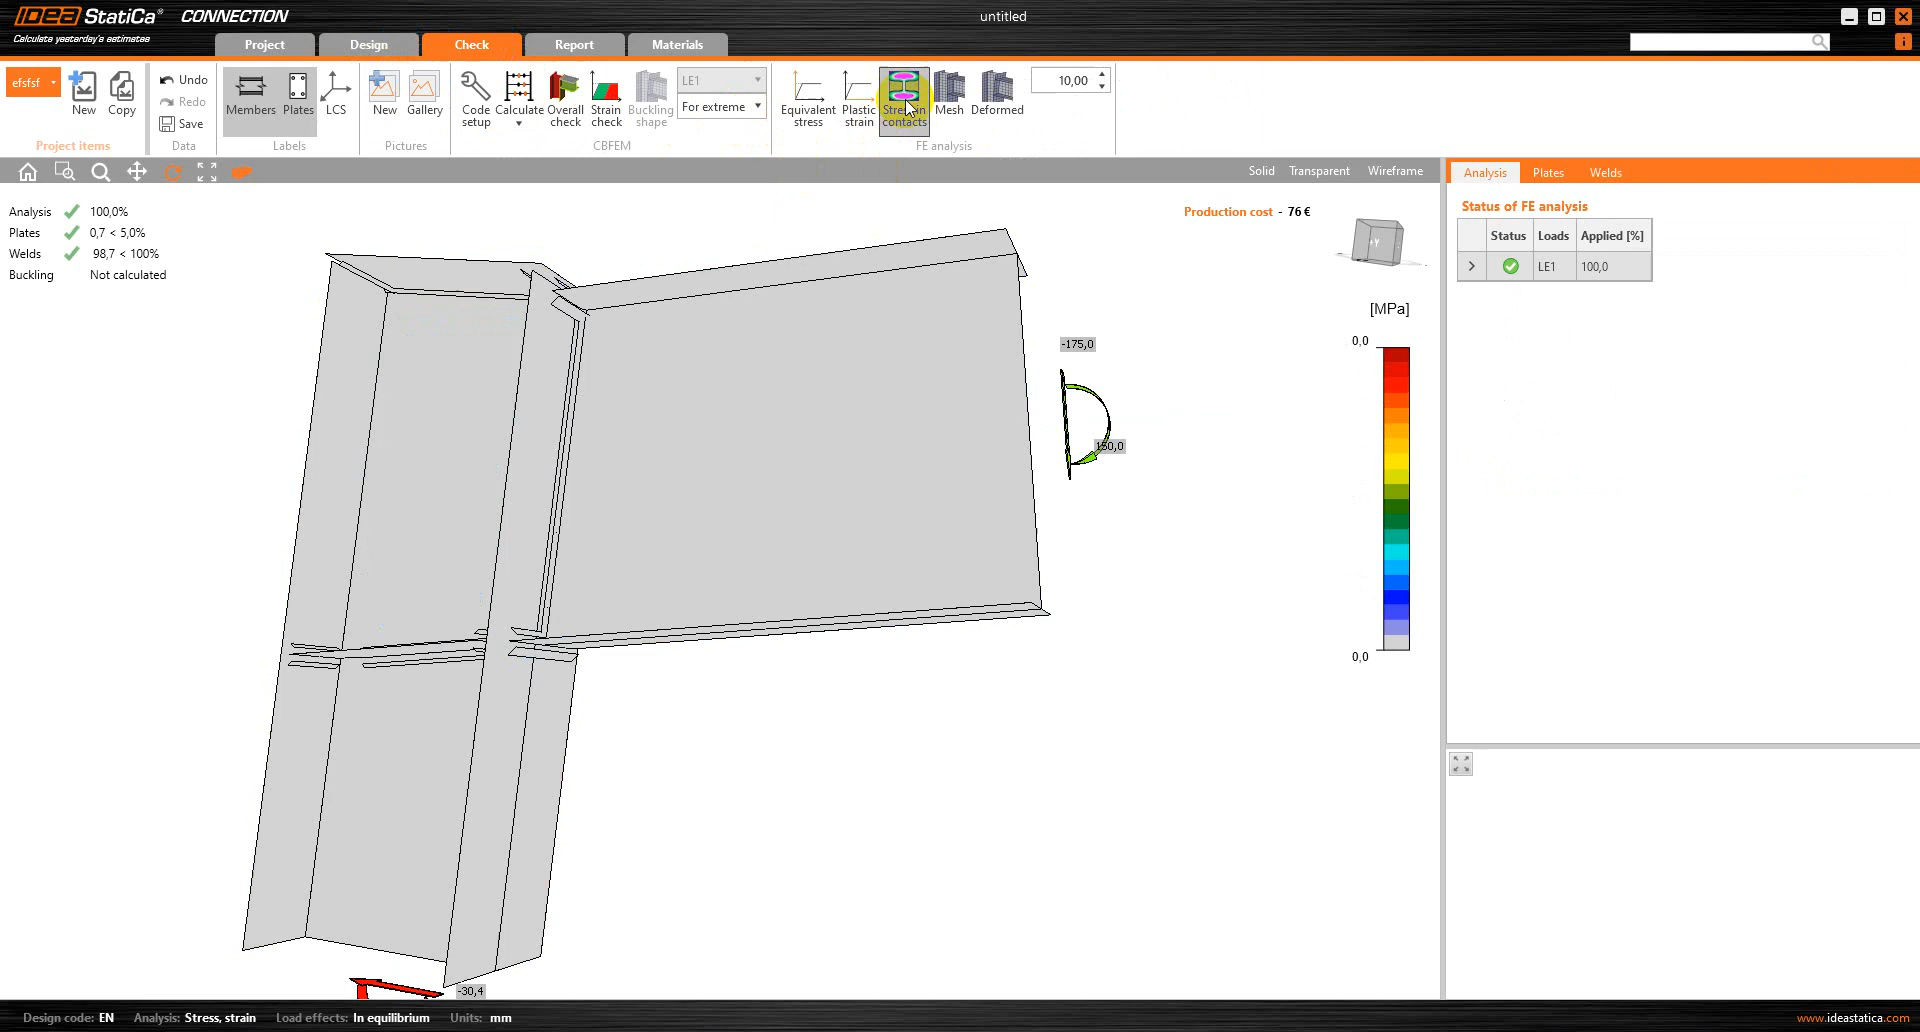 IDEA StatiCa® CONNECTION
Calculate yesterday's estimates
untitled
Project
Design
Check
Report
Materials
efsfsf
New
Copy
Project items
Undo
Redo
Save
Data
Members
Plates
LCS
Labels
New
Gallery
Pictures
Code setup
Calculate
Overall check
Strain check
Buckling shape
LE1
For extreme
CBFEM
Equivalent stress
Plastic strain
contacts
Mesh
Deformed
10,00
FE analysis
Solid
Transparent
Wireframe
Analysis 100,0%
Plates 0,7 < 5,0%
Welds 98,7 < 100%
Buckling Not calculated
Production cost - 76 €
+Y
[MPa]
0,0
0,0
-175,0
150,0
-30,4
Analysis
Plates
Welds
Status of FE analysis
Status Loads Applied [%]
LE1 100,0
Design code: EN Analysis: Stress, strain Load effects: In equilibrium Units: mm
www.ideastatica.com